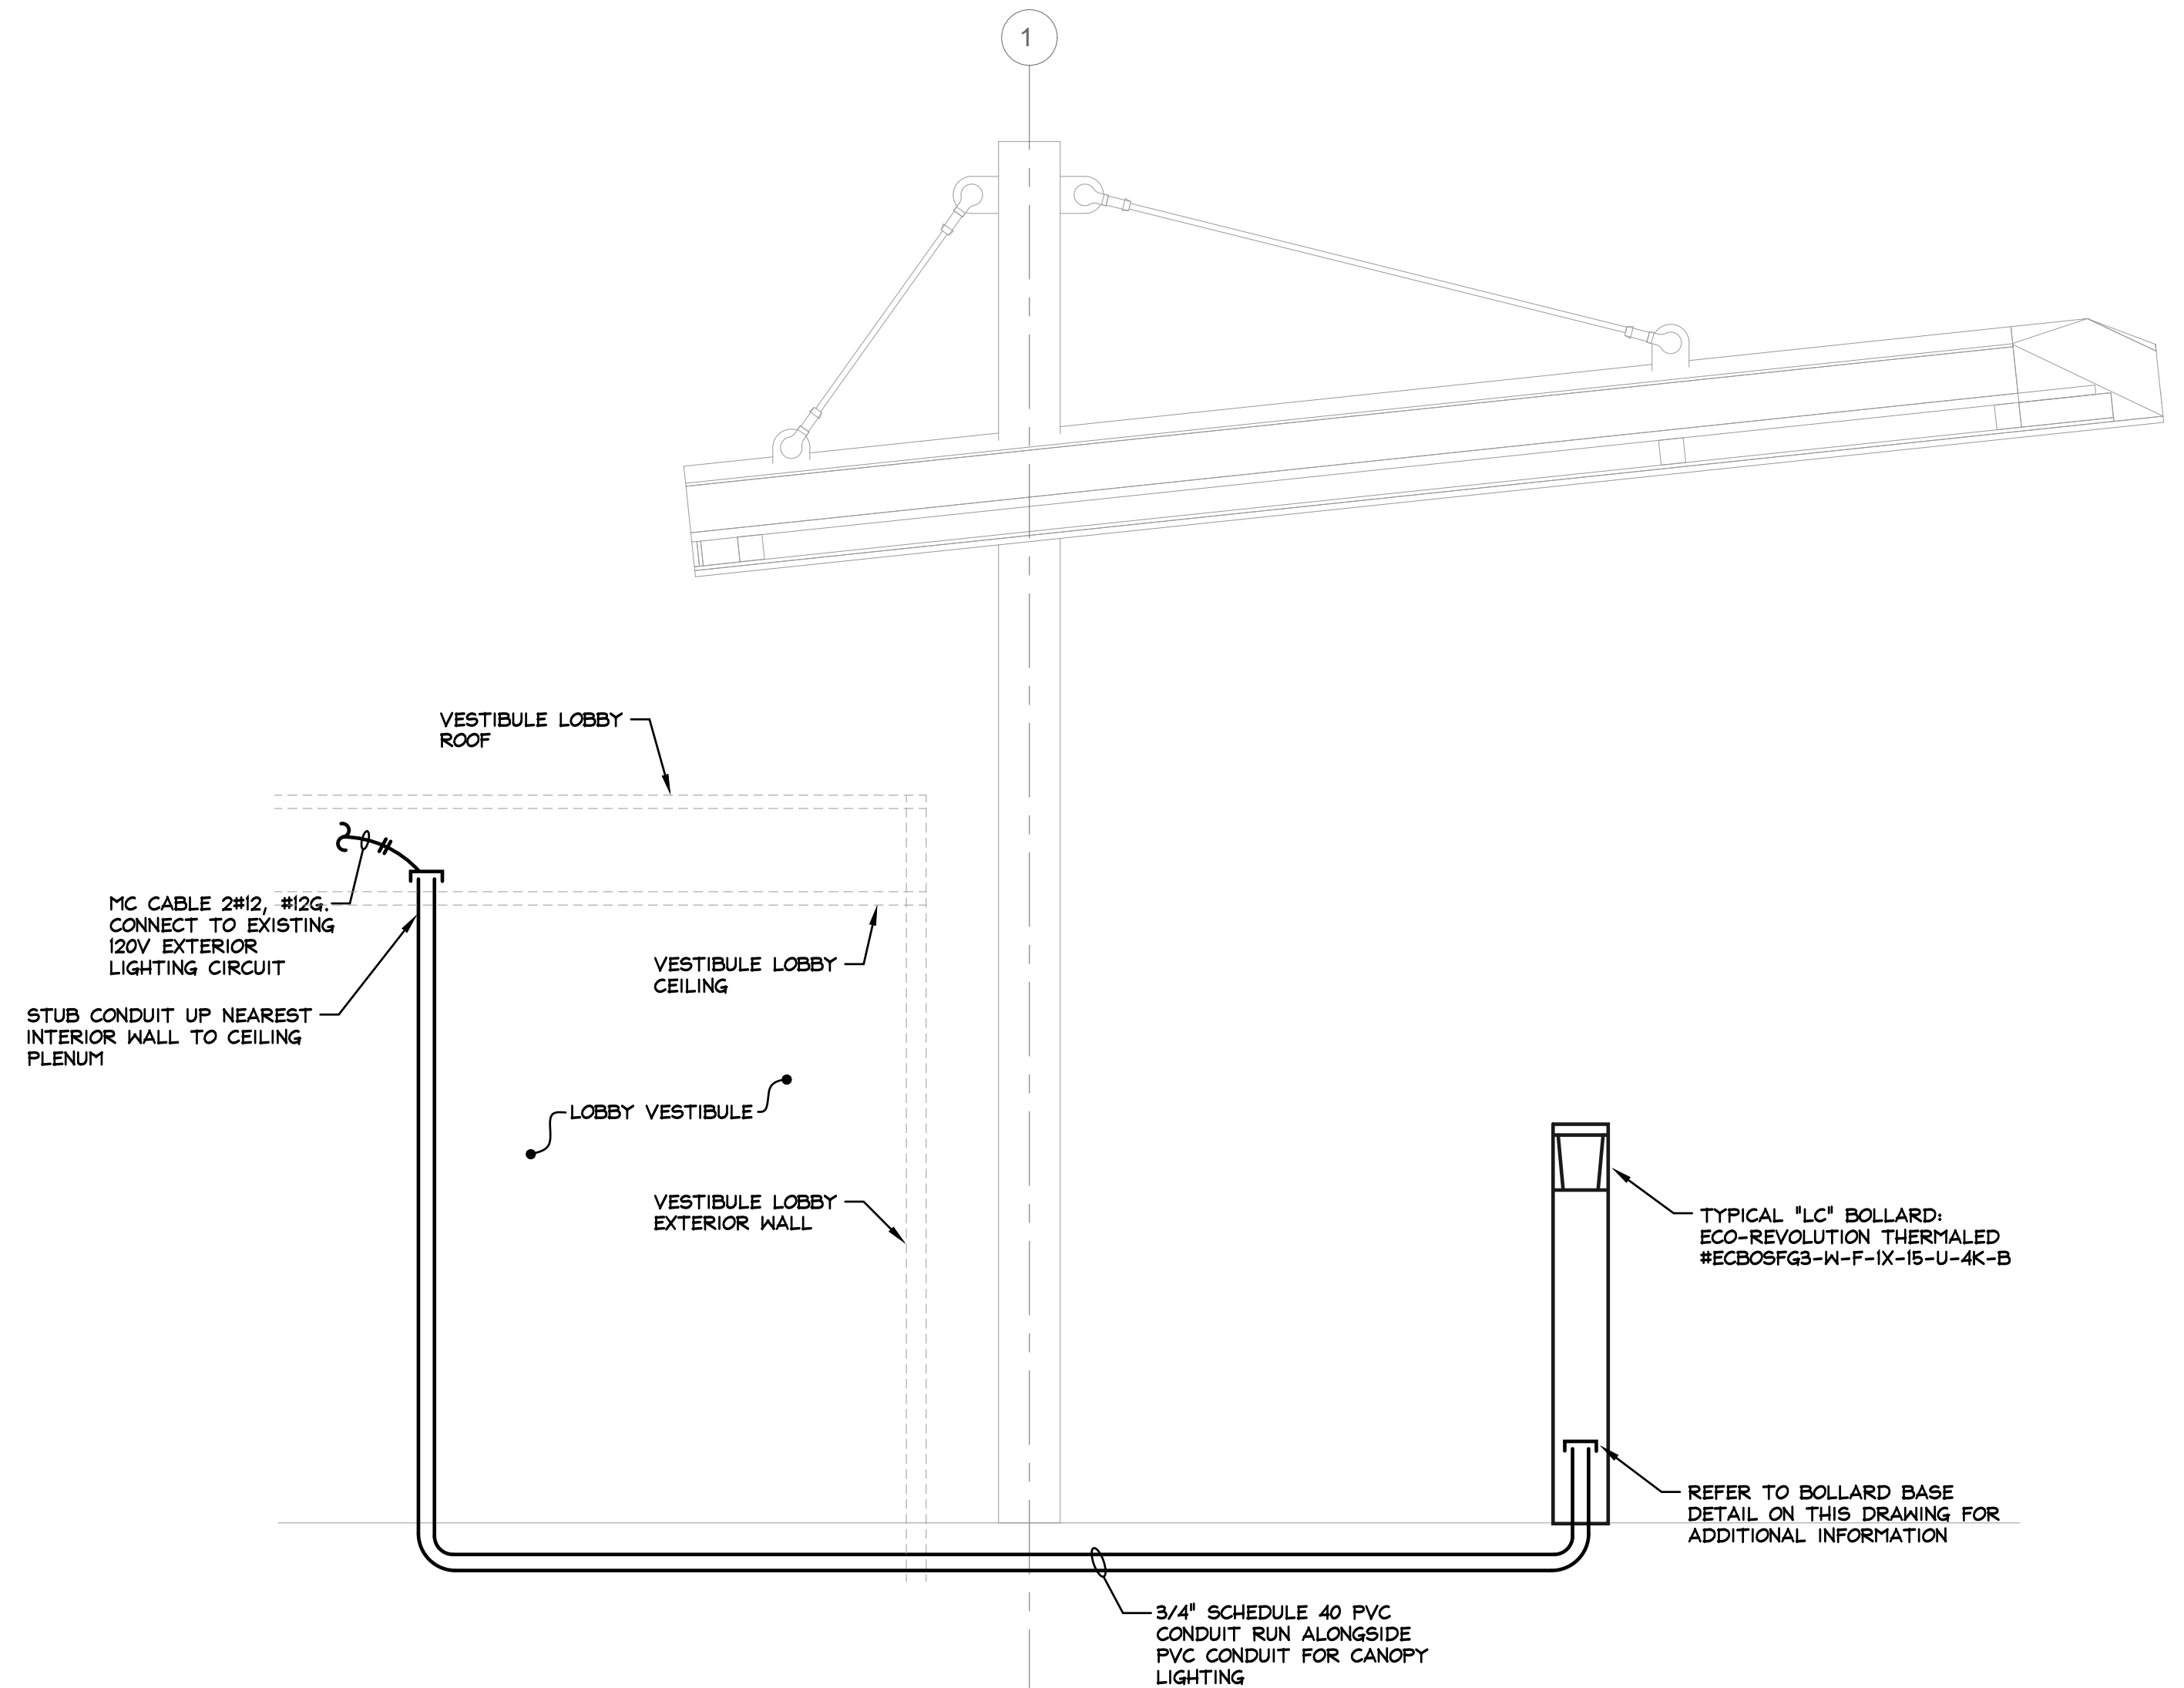 1
VESTIBULE LOBBY
ROOF
MC CABLE 2#12, #12G.
CONNECT TO EXISTING
120V EXTERIOR
LIGHTING CIRCUIT
VESTIBULE LOBBY
CEILING
STUB CONDUIT UP NEAREST
INTERIOR WALL TO CEILING
PLENUM
LOBBY VESTIBULE
VESTIBULE LOBBY
EXTERIOR WALL
TYPICAL "LC" BOLLARD:
ECO-REVOLUTION THERMALED
#ECBOSFG3-W-F-1X-15-U-4K-B
REFER TO BOLLARD BASE
DETAIL ON THIS DRAWING FOR
ADDITIONAL INFORMATION
3/4" SCHEDULE 40 PVC
CONDUIT RUN ALONGSIDE
PVC CONDUIT FOR CANOPY
LIGHTING